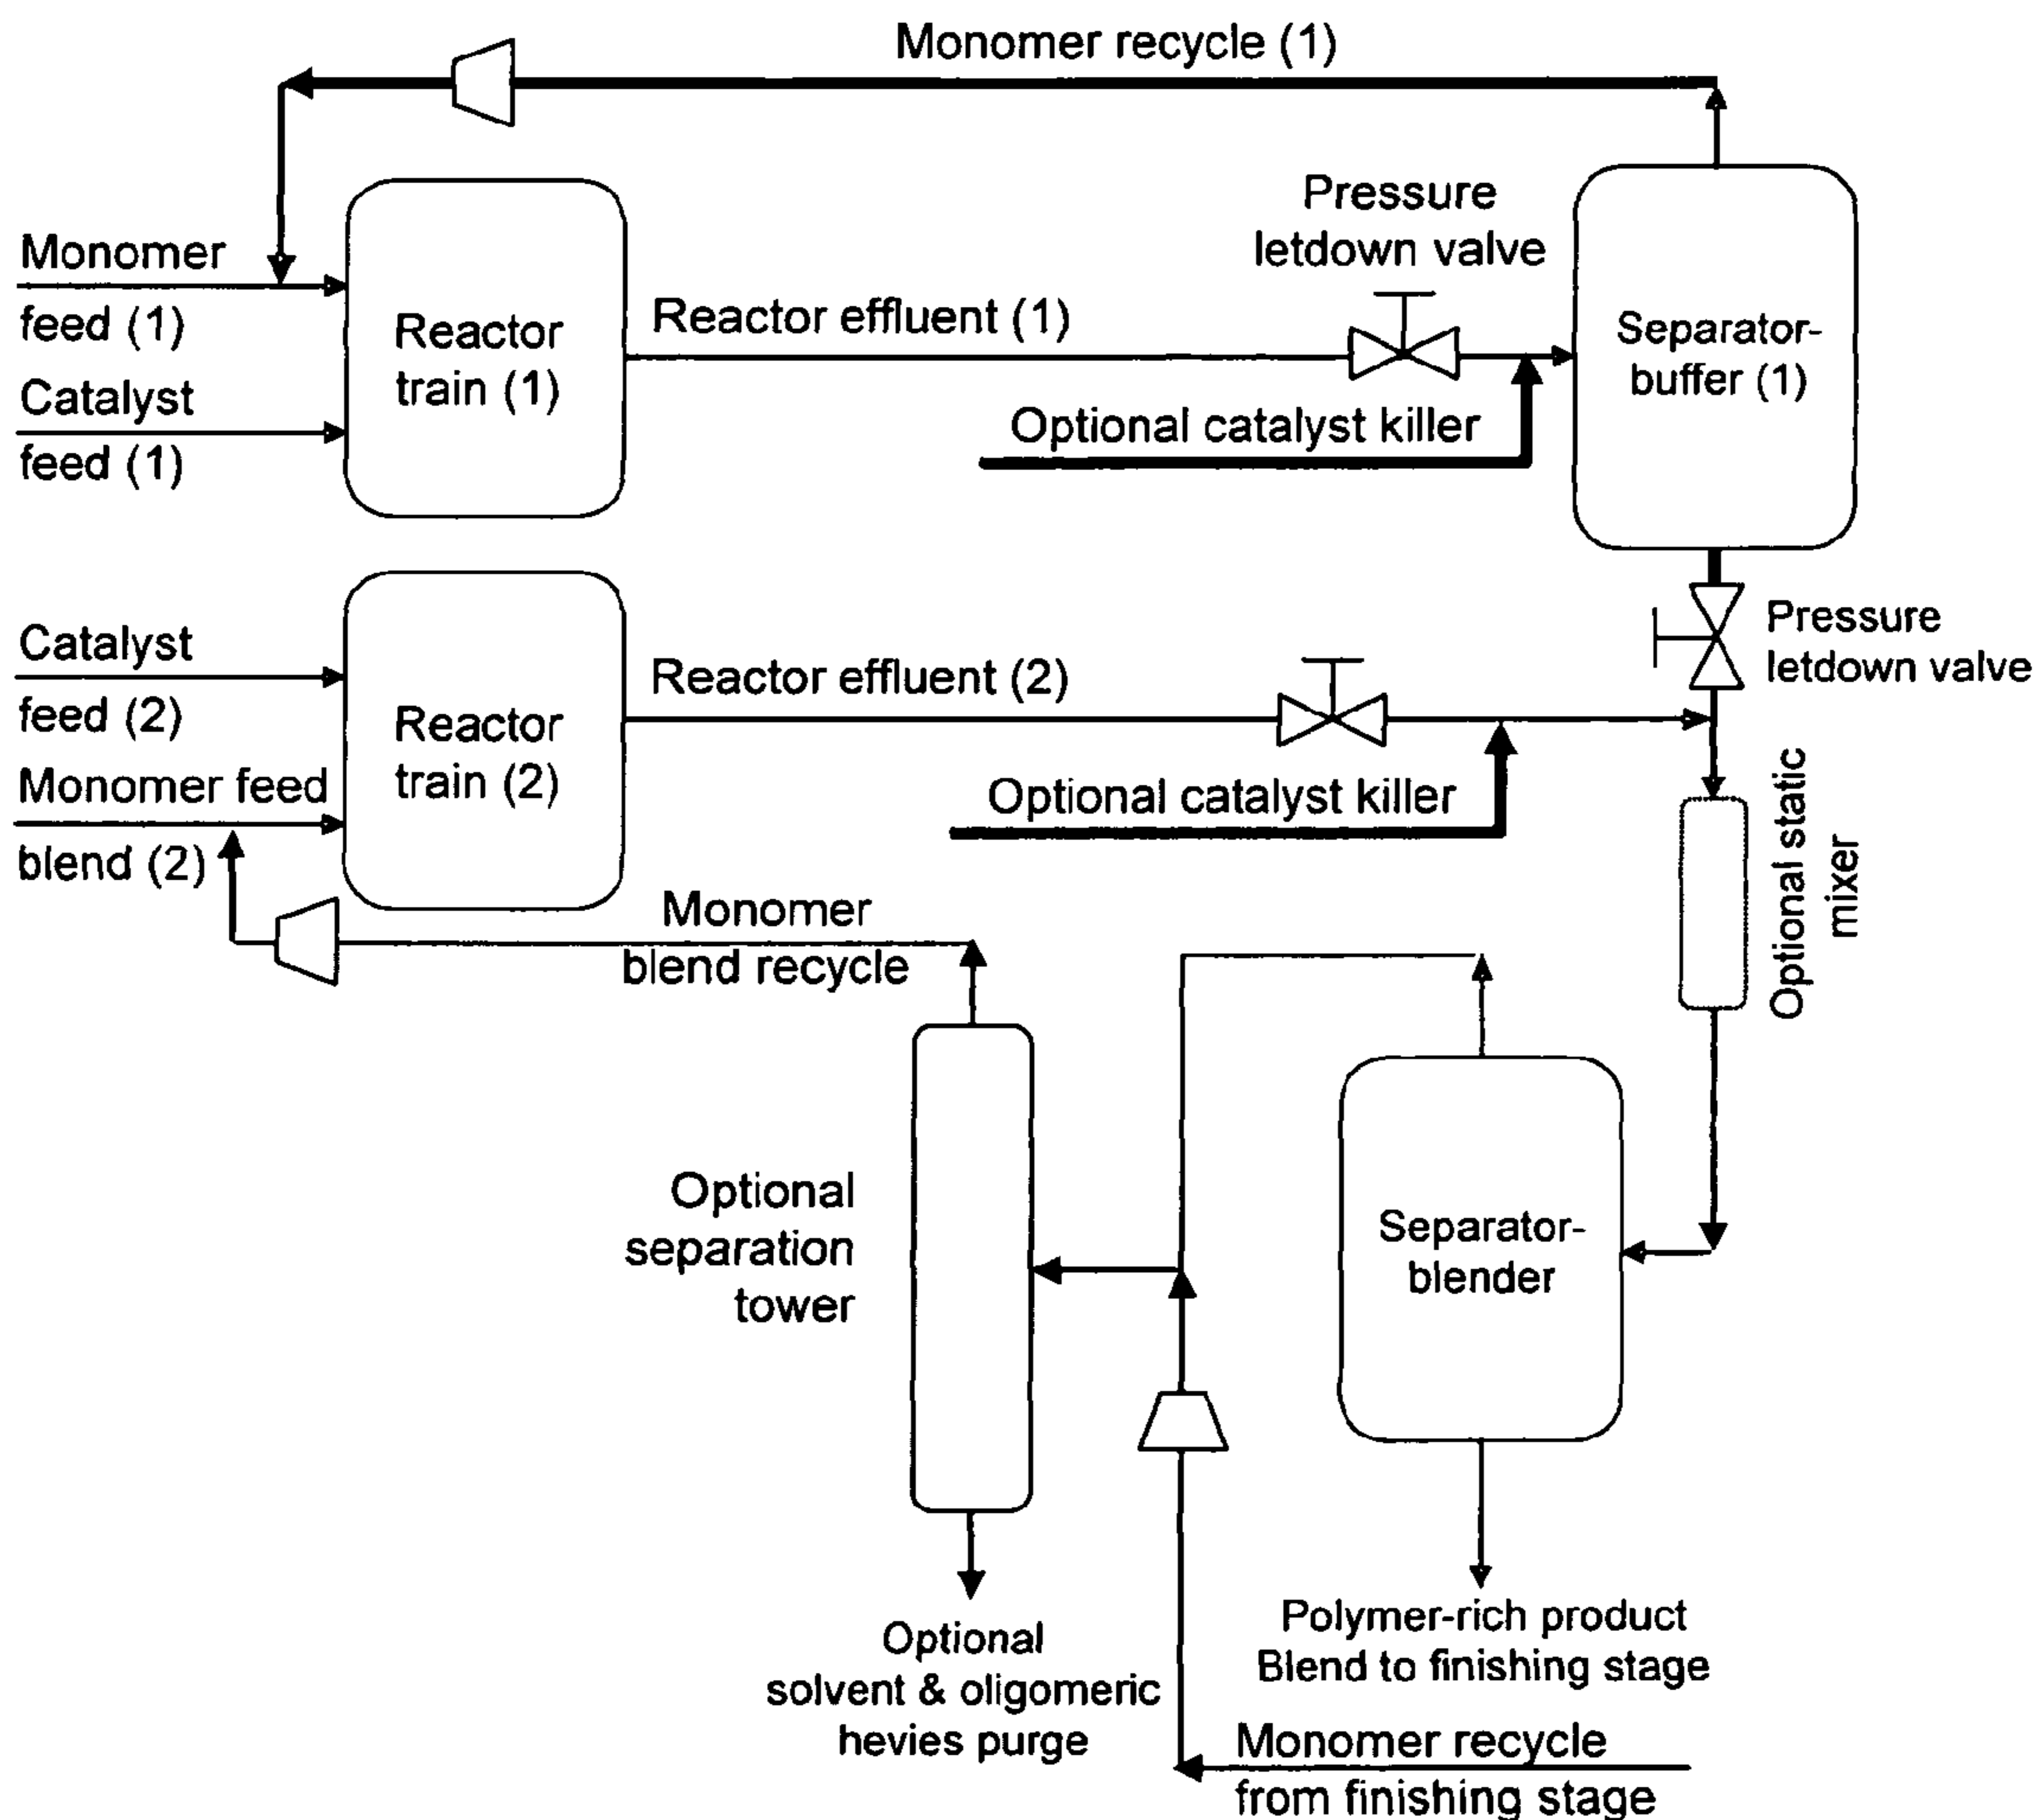 Monomer recycle (1)
Pressure
letdown valve
Monomer
feed (1)
Catalyst
feed (1)
Reactor
train (1)
Reactor effluent (1)
Optional catalyst killer
Separator-
buffer (1)
Pressure
letdown valve
Catalyst
feed (2)
Monomer feed
blend (2)
Reactor
train (2)
Reactor effluent (2)
Optional catalyst killer
Optional static
mixer
Monomer
blend recycle
Optional
separation
tower
Separator-
blender
Optional
solvent & oligomeric
hevies purge
Polymer-rich product
Blend to finishing stage
Monomer recycle
from finishing stage